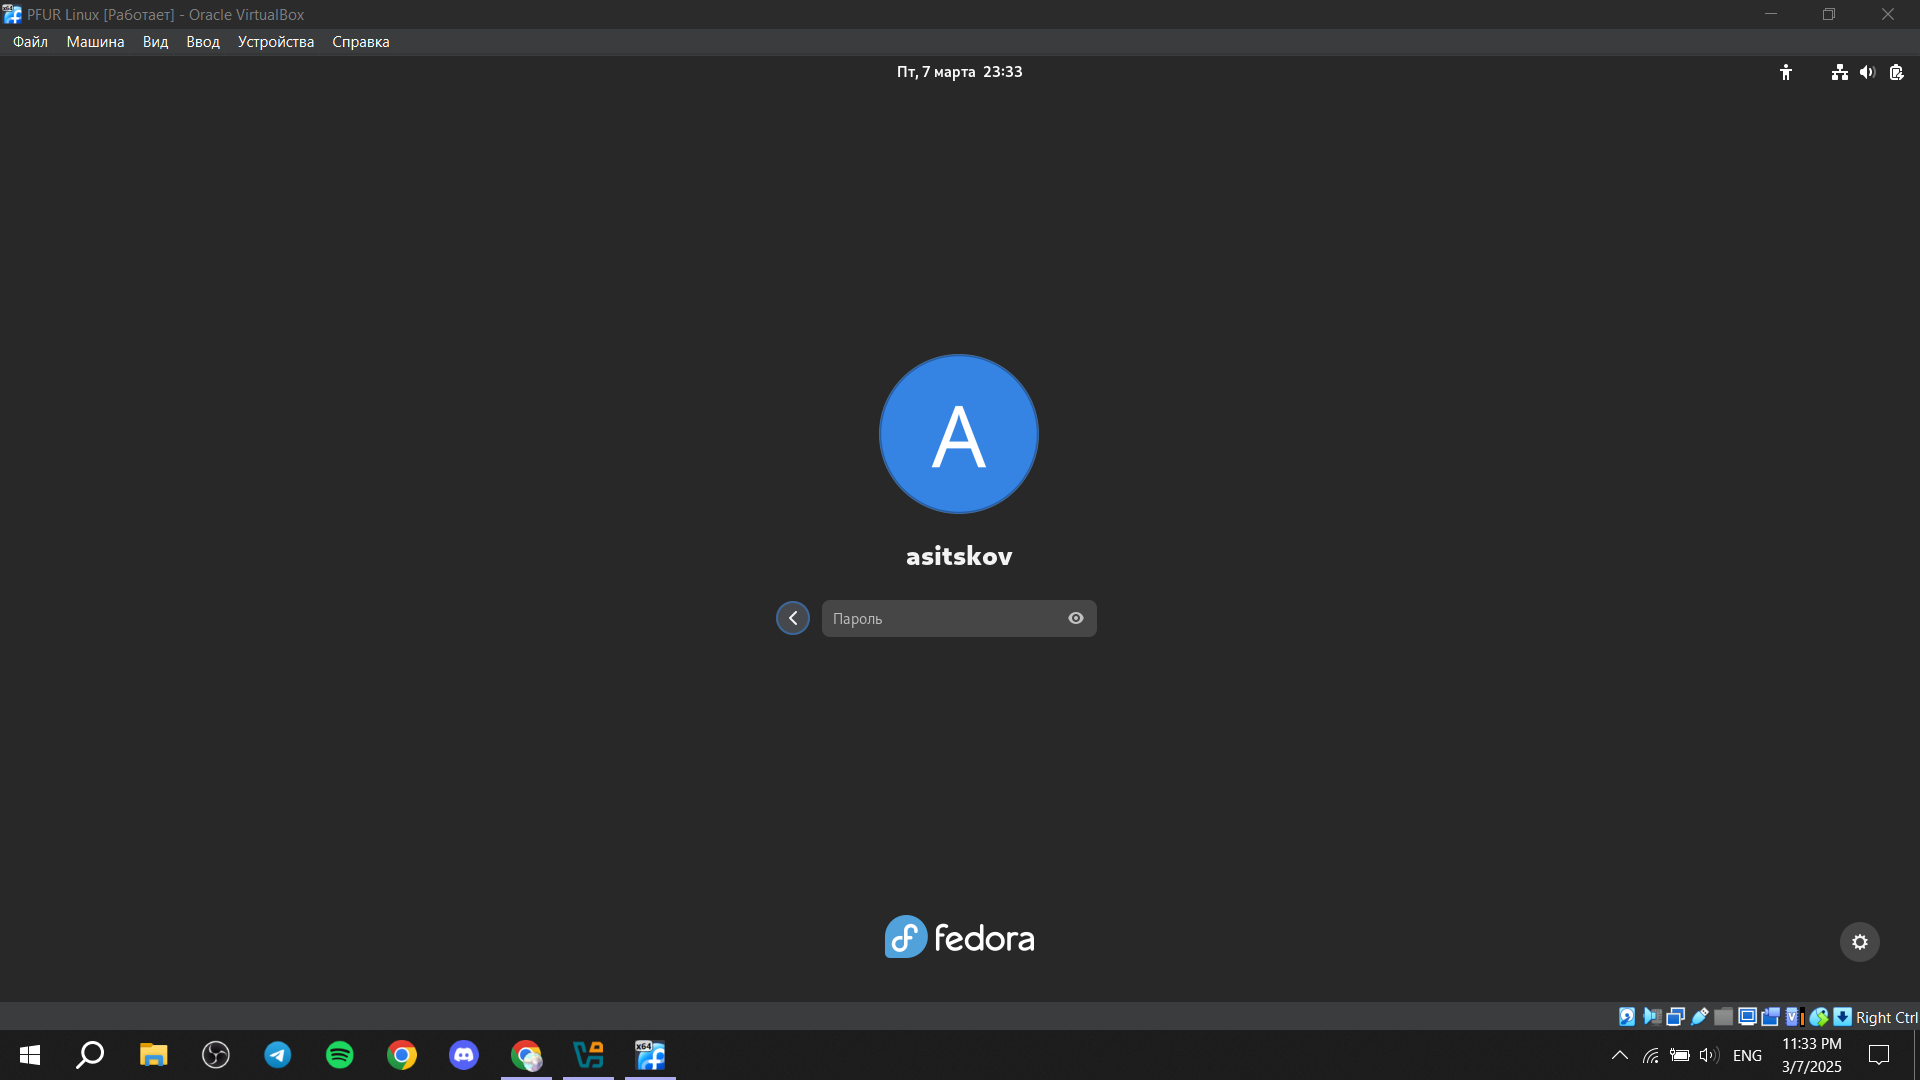 PFUR Linux [Работает] - Oracle VirtualBox
Файл Машина Вид Ввод Устройства Справка
Пт, 7 марта 23:33
A
asitskov
Пароль
fedora
Right Ctrl
x64
ENG
11:33 PM
3/7/2025